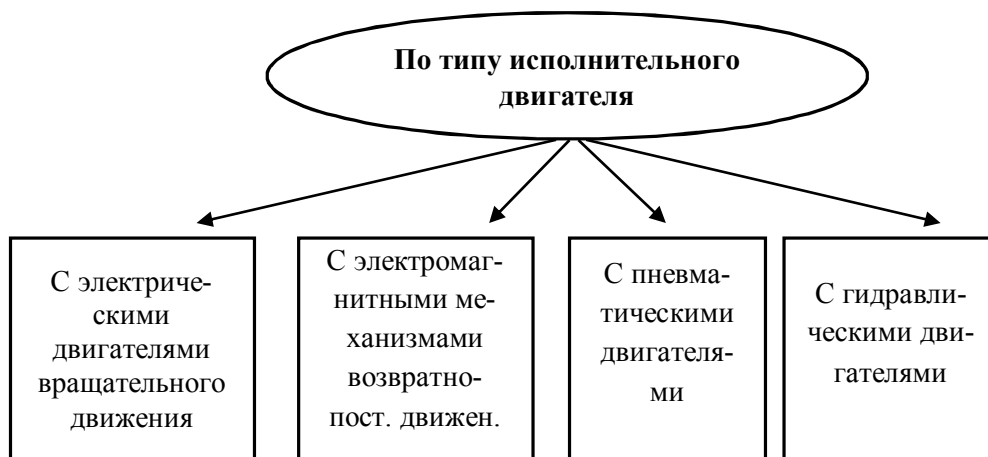 По типу исполнительного
двигателя
С электриче-
скими
двигателями
вращательного
движения
С электромаг-
нитными ме-
ханизмами
возвратно-
пост. движен.
С пневма-
тическими
двигателя-
ми
С гидравли-
ческими дви-
гателями